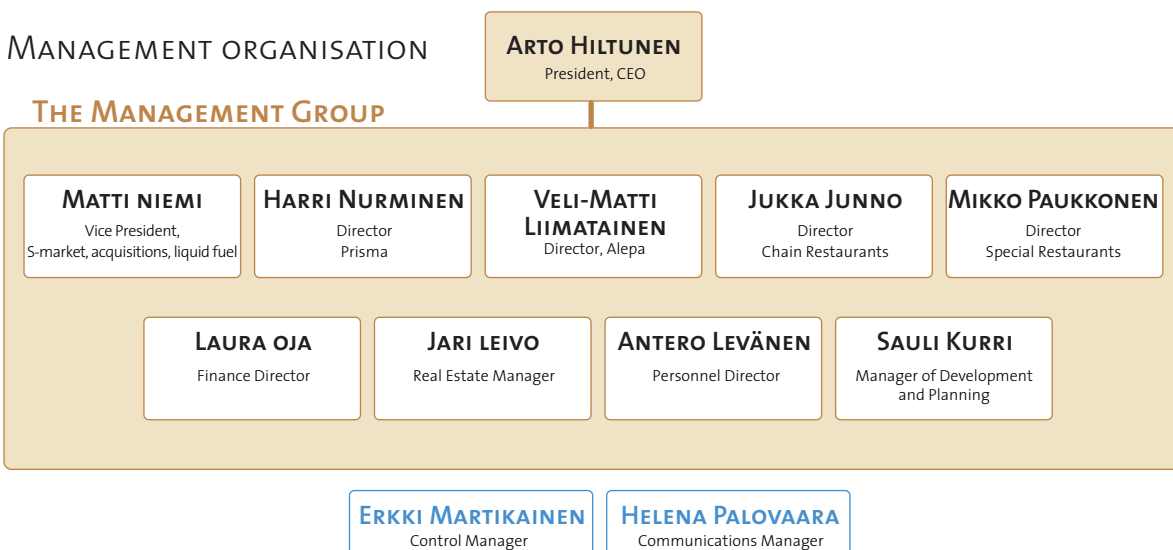 Management organisation
Arto Hiltunen
President, CEO
The Management Group
Matti niemi
Vice President,
S-market, acquisitions, liquid fuel
Harri Nurminen
Director
Prisma
Veli-Matti
Liimatainen
Director, Alepa
Jukka Junno
Director
Chain Restaurants
Mikko Paukkonen
Director
Special Restaurants
Laura oja
Finance Director
Jari leivo
Real Estate Manager
Antero Levänen
Personnel Director
Sauli Kurri
Manager of Development
and Planning
Erkki Martikainen
Control Manager
Helena Palovaara
Communications Manager